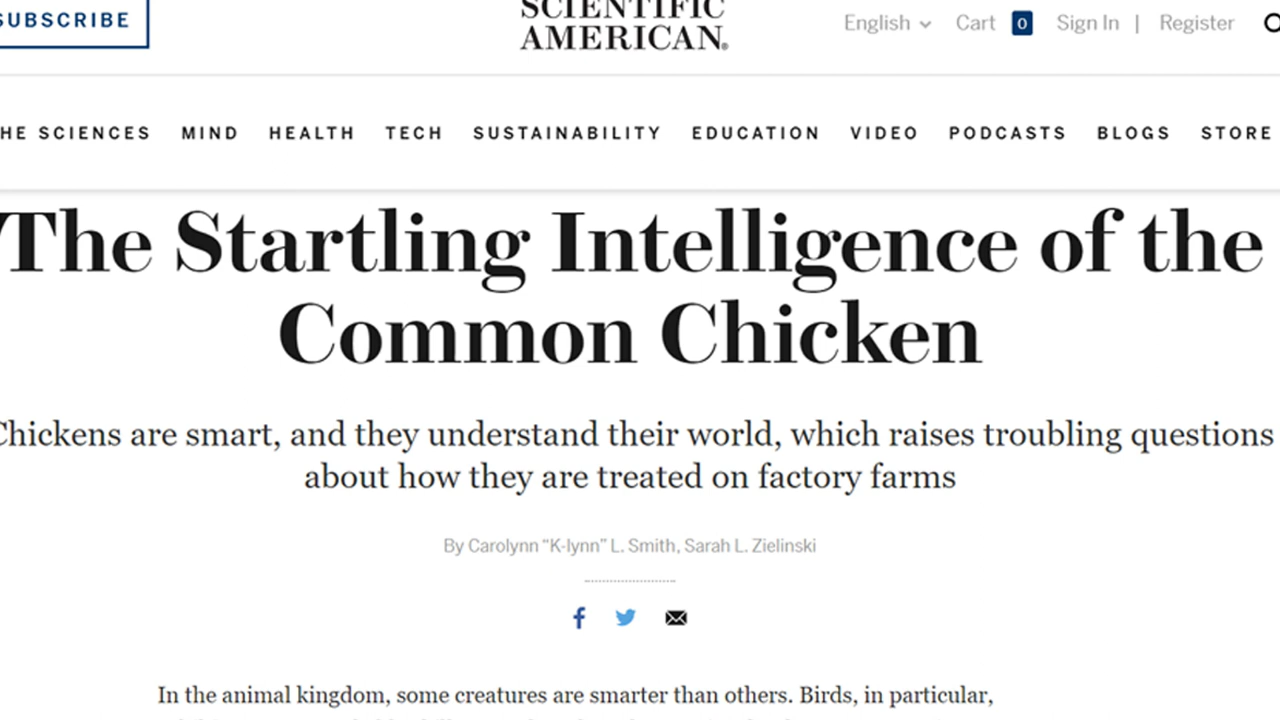 SUBSCRIBE
SCIENTIFIC
AMERICAN®
English Cart 0 Sign In | Register
HE SCIENCES MIND HEALTH TECH SUSTAINABILITY EDUCATION VIDEO PODCASTS BLOGS STORE
The Startling Intelligence of the
Common Chicken
Chickens are smart, and they understand their world, which raises troubling questions
about how they are treated on factory farms
By Carolynn “K-lynn” L. Smith, Sarah L. Zielinski
In the animal kingdom, some creatures are smarter than others. Birds, in particular,